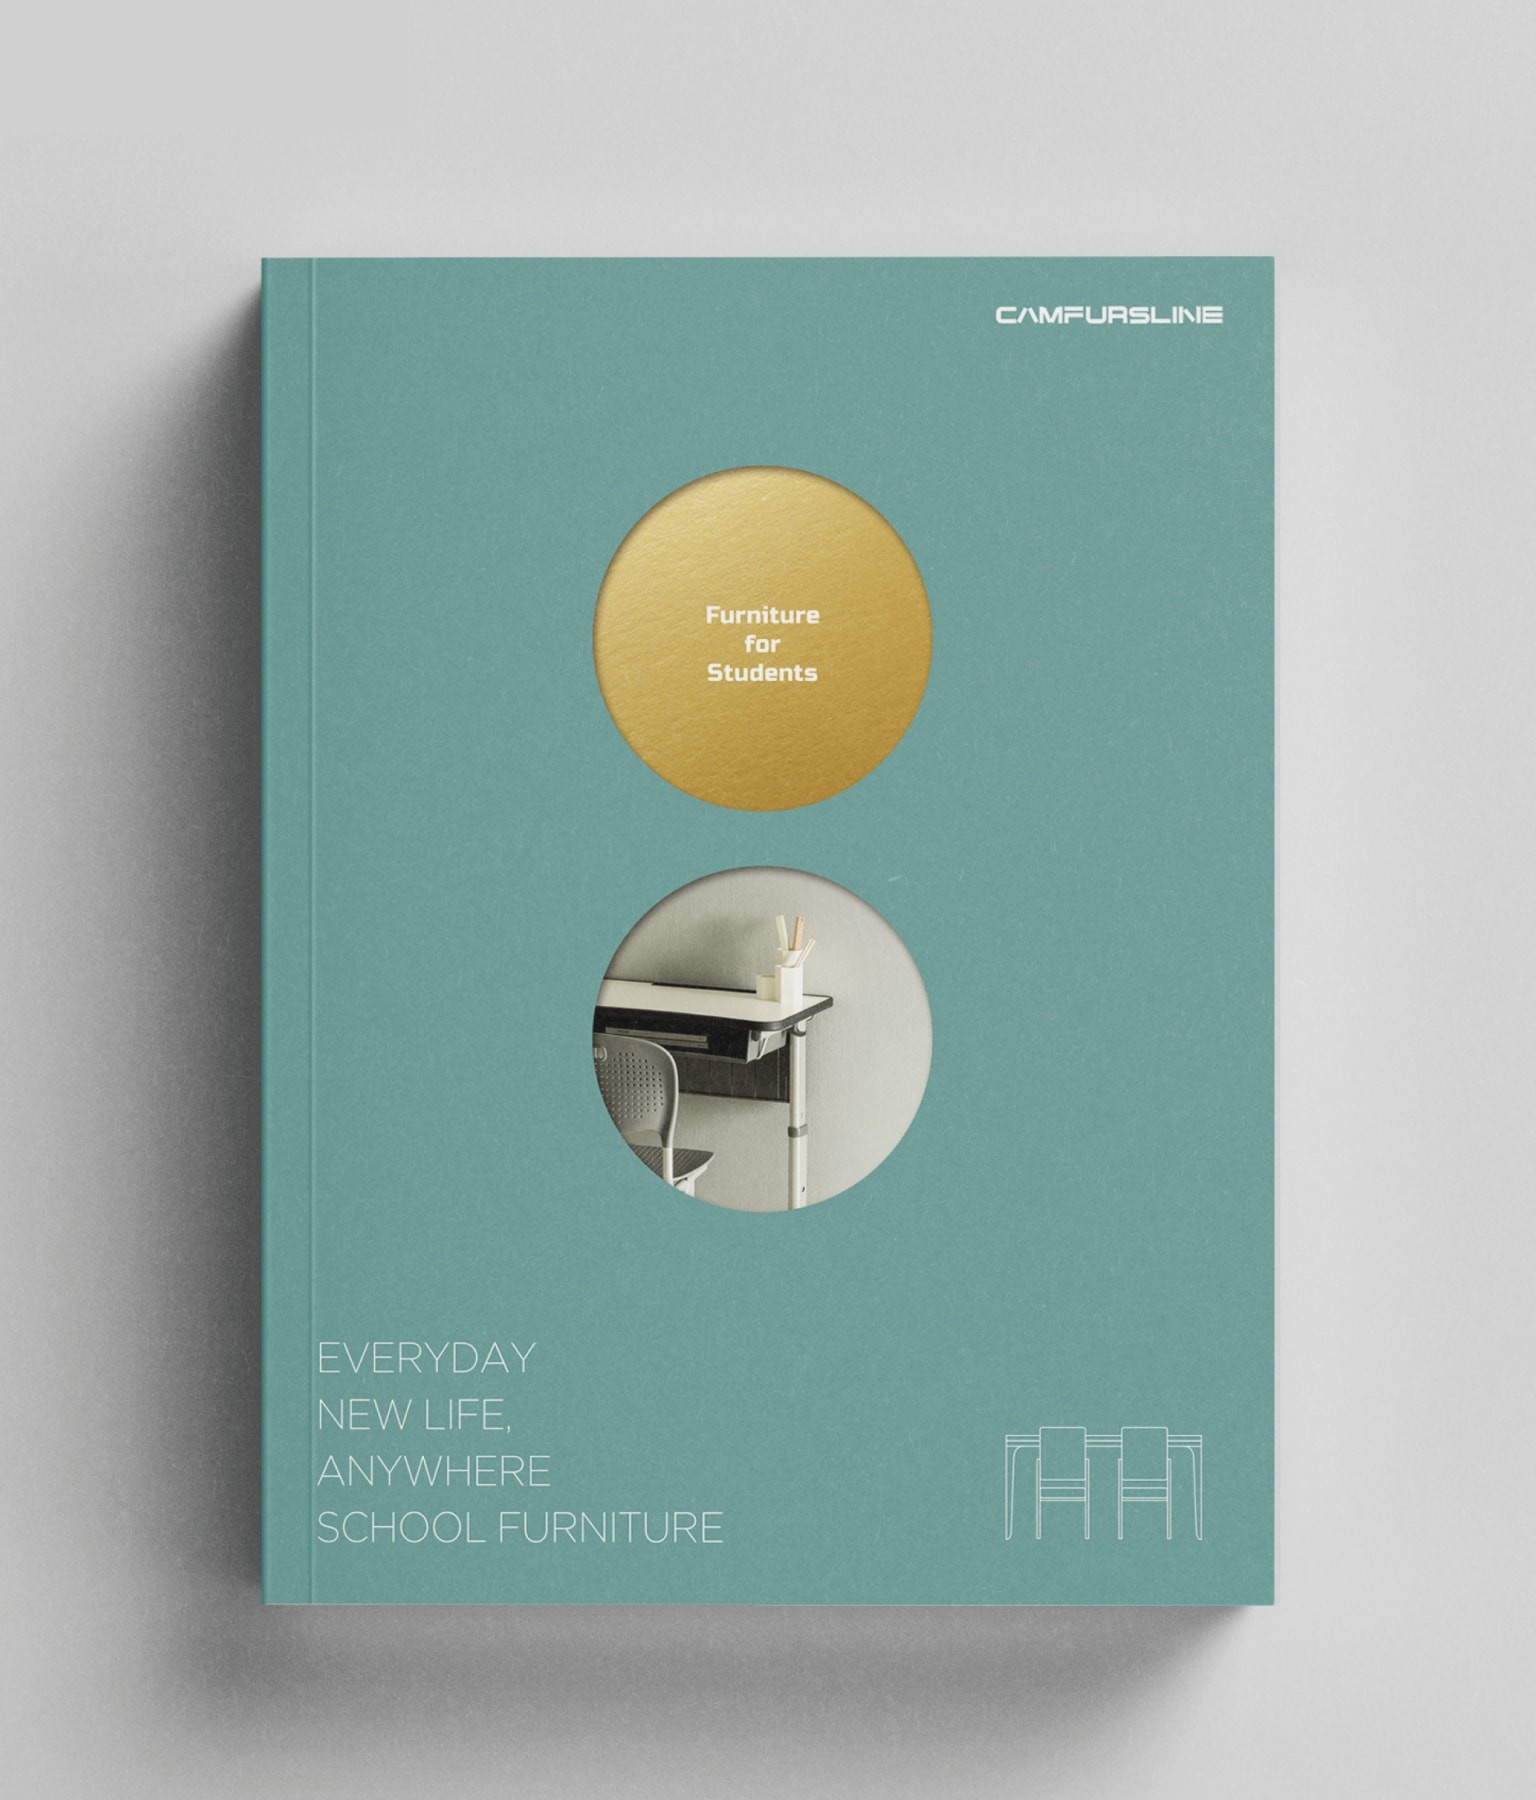 CAMFURSLINE
Furniture
for
Students
EVERYDAY
NEW LIFE,
ANYWHERE
SCHOOL FURNITURE